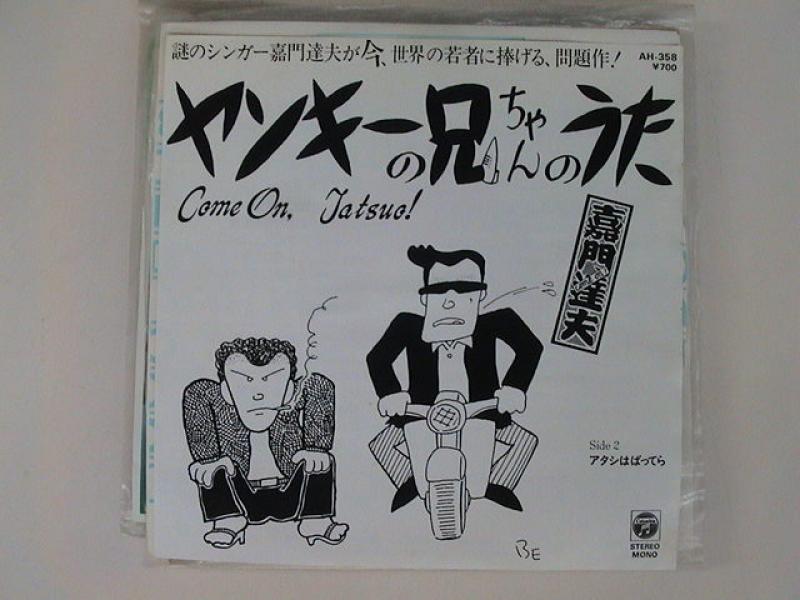 謎のシンガー嘉門達夫が今、世界の若者に捧げる、問題作!
AH-358
¥700
ヤンキーの兄ちゃんのうた
Come On, Tatsuo!
嘉門達夫
Side 2
アタシはばってら
Columbia
STEREO
MONO
BE